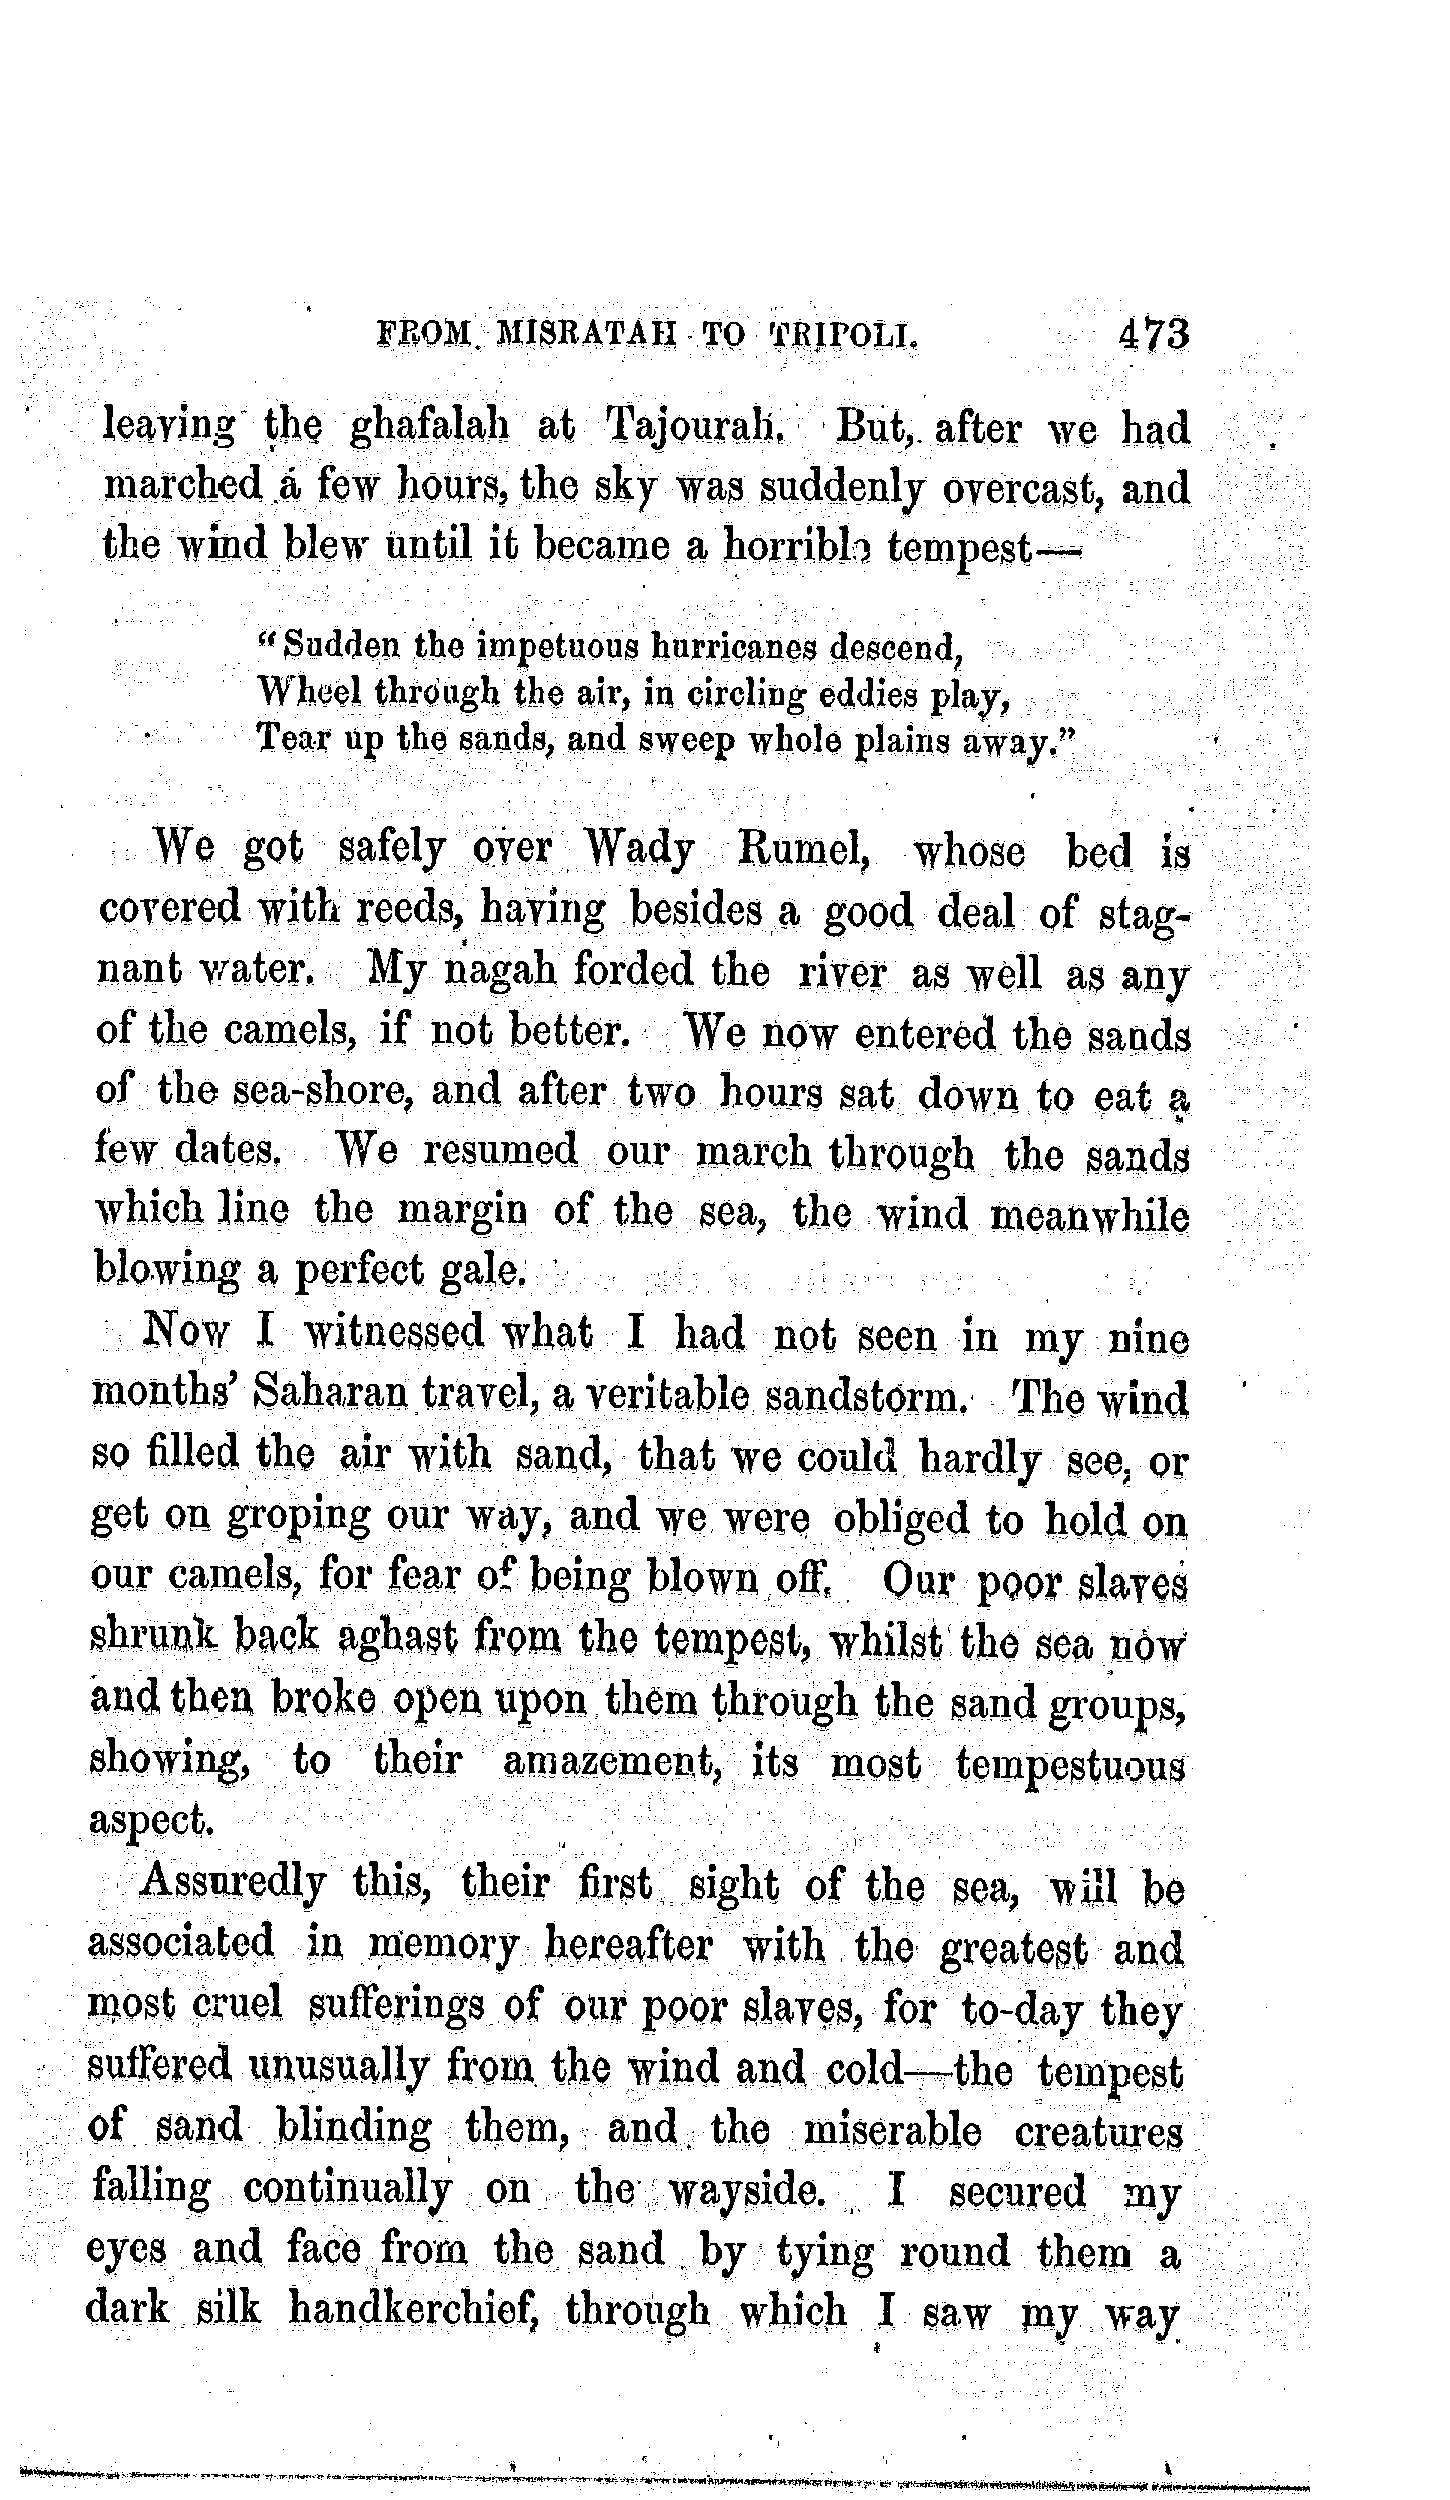 FROM MISRATAH TO TRIPOLI. 473
leaving the ghafalah at Tajourah. But, after we had
marched a few hours, the sky was suddenly overcast, and
the wind blew until it became a horrible tempest—
"Sudden the impetuous hurricanes descend,
Wheel through the air, in circling eddies play,
Tear up the sands, and sweep whole plains away."
We got safely over Wady Rumel, whose bed is
covered with reeds, having besides a good deal of stag-
nant water. My nagah forded the river as well as any
of the camels, if not better. We now entered the sands
of the sea-shore, and after two hours sat down to eat a
few dates. We resumed our march through the sands
which line the margin of the sea, the wind meanwhile
blowing a perfect gale.
Now I witnessed what I had not seen in my nine
months' Saharan travel, a veritable sandstorm. The wind
so filled the air with sand, that we could hardly see, or
get on groping our way, and we were obliged to hold on
our camels, for fear of being blown off. Our poor slaves
shrunk back aghast from the tempest, whilst the sea now
and then broke open upon them through the sand groups,
showing, to their amazement, its most tempestuous
aspect.
Assuredly this, their first sight of the sea, will be
associated in memory hereafter with the greatest and
most cruel sufferings of our poor slaves, for to-day they
suffered unusually from the wind and cold—the tempest
of sand blinding them, and the miserable creatures
falling continually on the wayside. I secured my
eyes and face from the sand by tying round them a
dark silk handkerchief, through which I saw my way